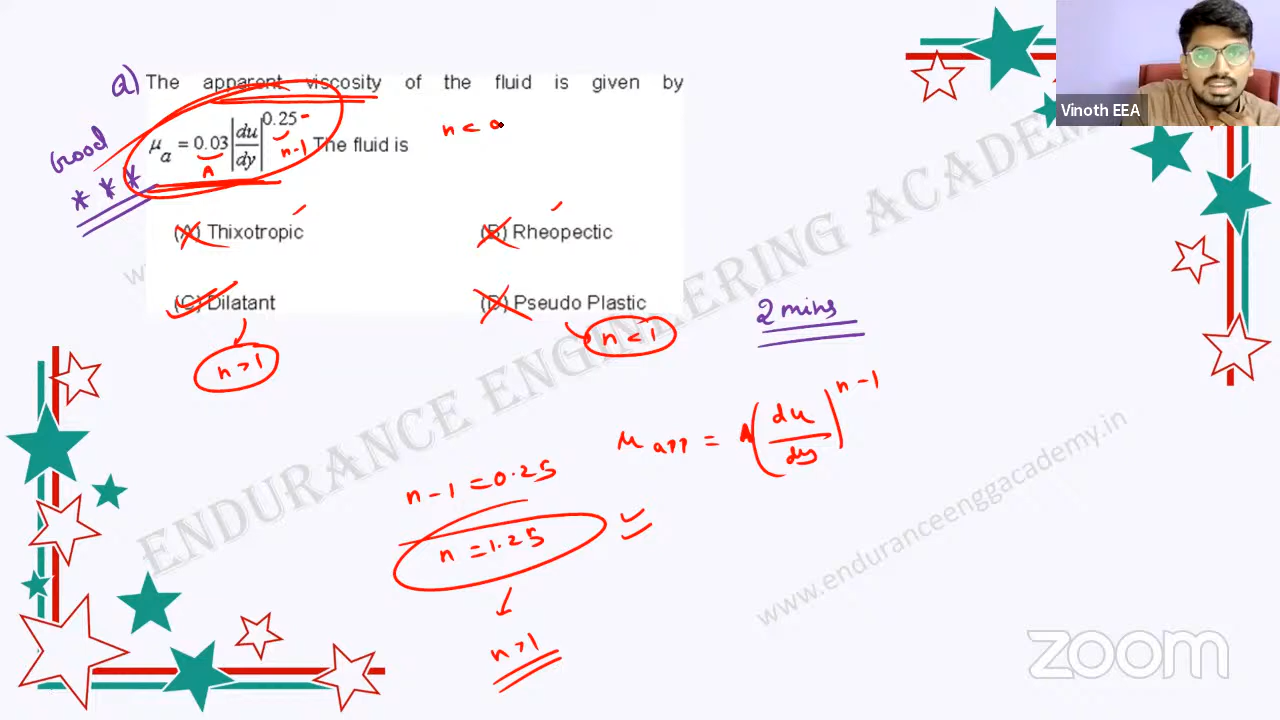 Q) The apparent viscosity of the fluid is given by
Good
μa = 0.03 |du/dy|^0.25 The fluid is
n-1
A
n <
(A) Thixotropic (B) Rheopectic
(C) Dilatant (D) Pseudo Plastic
n > 1
n < 1
2 mins
μ app = A (du/dy)^n-1
n - 1 = 0.25
n = 1.25
n > 1
Vinoth EEA
ENDURANCE ENGINEERING ACADEMY
www.enduranceenggacademy.in
zoom